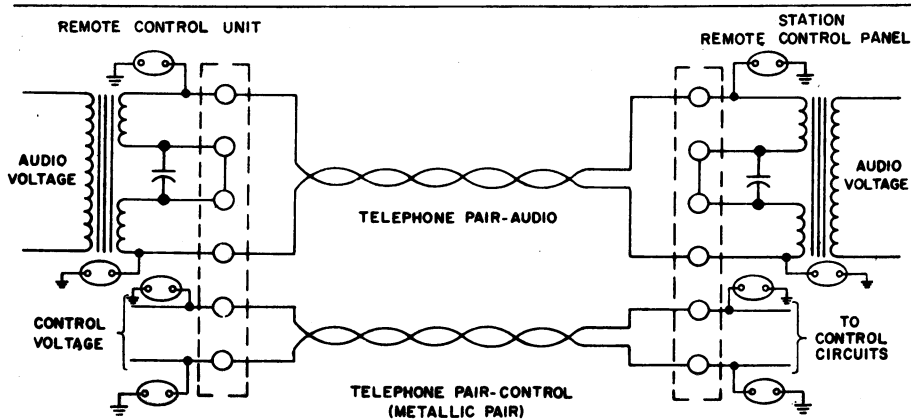 REMOTE CONTROL UNIT
STATION
REMOTE CONTROL PANEL
AUDIO
VOLTAGE
AUDIO
VOLTAGE
TELEPHONE PAIR-AUDIO
CONTROL
VOLTAGE
TO
CONTROL
CIRCUITS
TELEPHONE PAIR-CONTROL
(METALLIC PAIR)